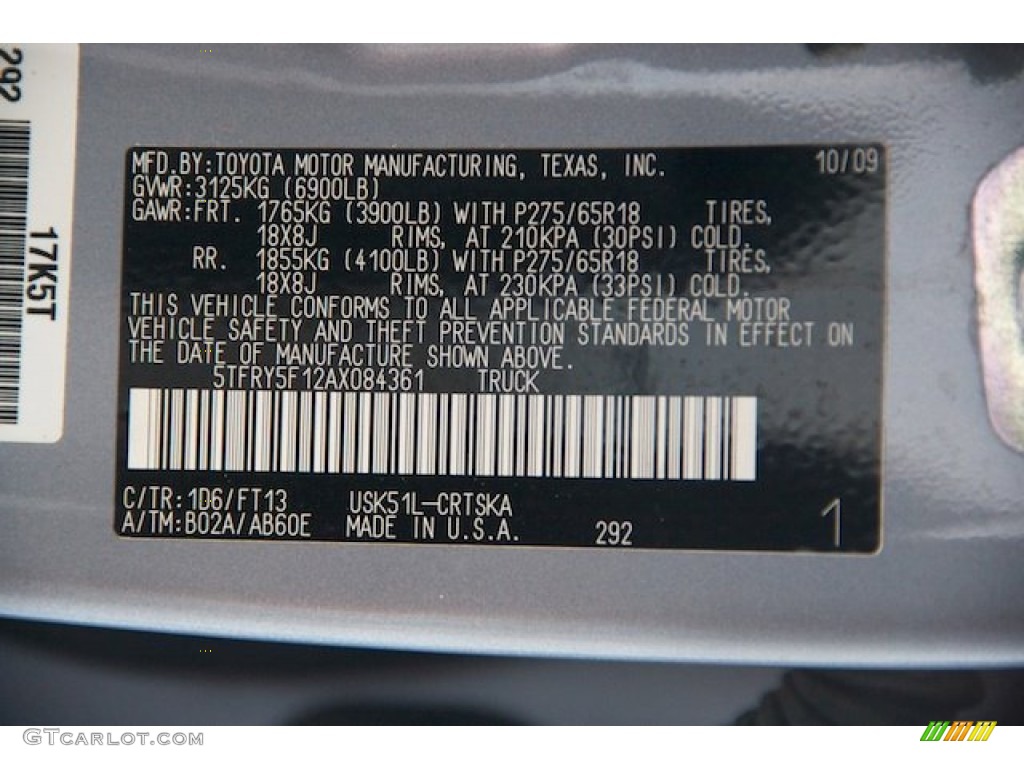 292
17K5T
MFD.BY:TOYOTA MOTOR MANUFACTURING, TEXAS, INC. 10/09
GVWR:3125KG (6900LB)
GAWR:FRT. 1765KG (3900LB) WITH P275/65R18 TIRES,
18X8J RIMS, AT 210KPA (30PSI) COLD.
RR. 1855KG (4100LB) WITH P275/65R18 TIRES,
18X8J RIMS, AT 230KPA (33PSI) COLD.
THIS VEHICLE CONFORMS TO ALL APPLICABLE FEDERAL MOTOR
VEHICLE SAFETY AND THEFT PREVENTION STANDARDS IN EFFECT ON
THE DATE OF MANUFACTURE SHOWN ABOVE.
5TFRY5F12AX084361 TRUCK
C/TR:1D6/FT13 USK51L-CRTSKA
A/TM:B02A/AB60E MADE IN U.S.A. 292 1
GTCarLot.com